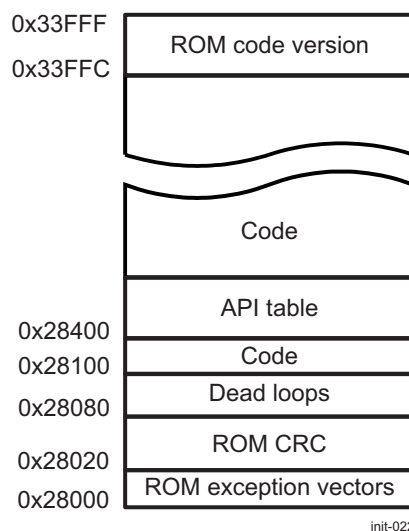 0x33FFF
ROM code version
0x33FFC
Code
API table
0x28400
Code
0x28100
Dead loops
0x28080
ROM CRC
0x28020
ROM exception vectors
0x28000